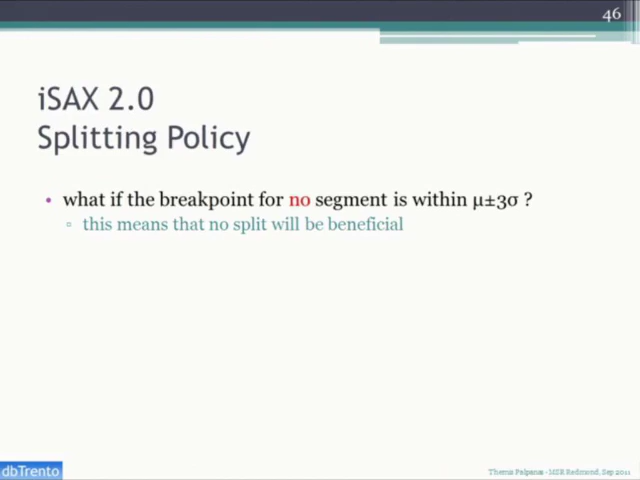 46
iSAX 2.0
Splitting Policy
• what if the breakpoint for no segment is within μ±3σ ?
▫ this means that no split will be beneficial
dbTrento
Themis Palpanas - MSR Redmond, Sep 2011